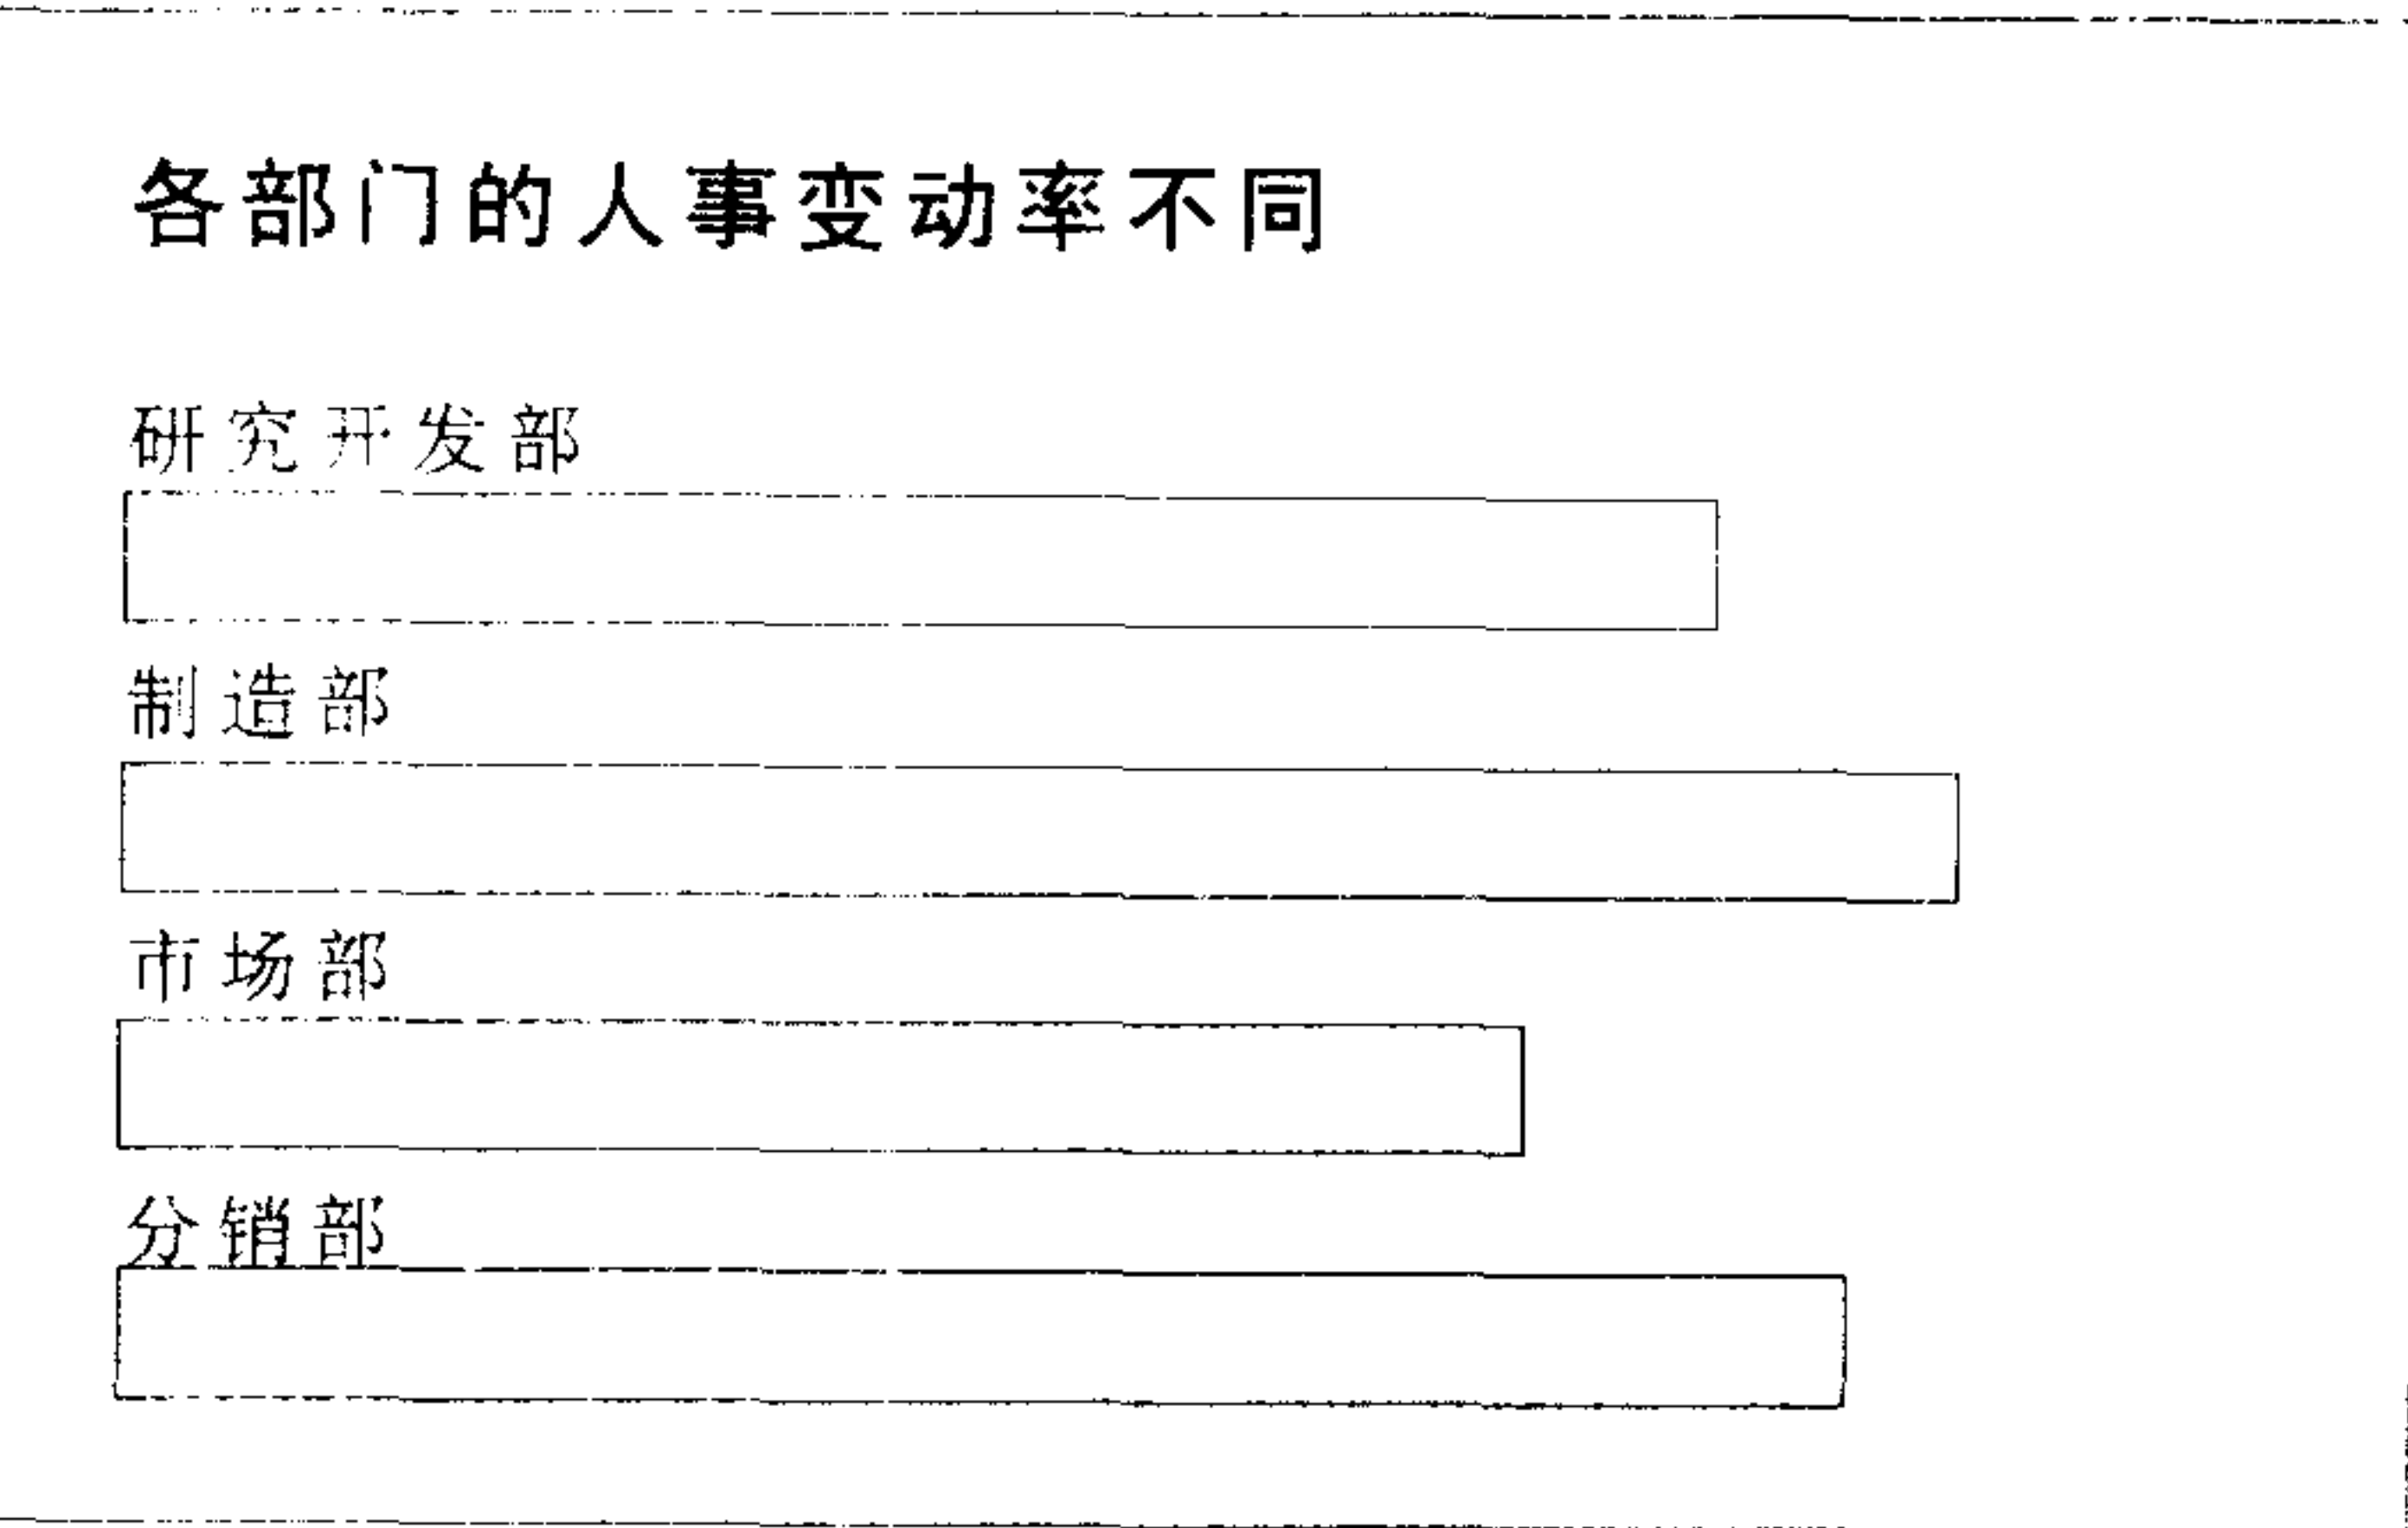 各部门的人事变动率不同
研究开发部
制造部
市场部
分销部